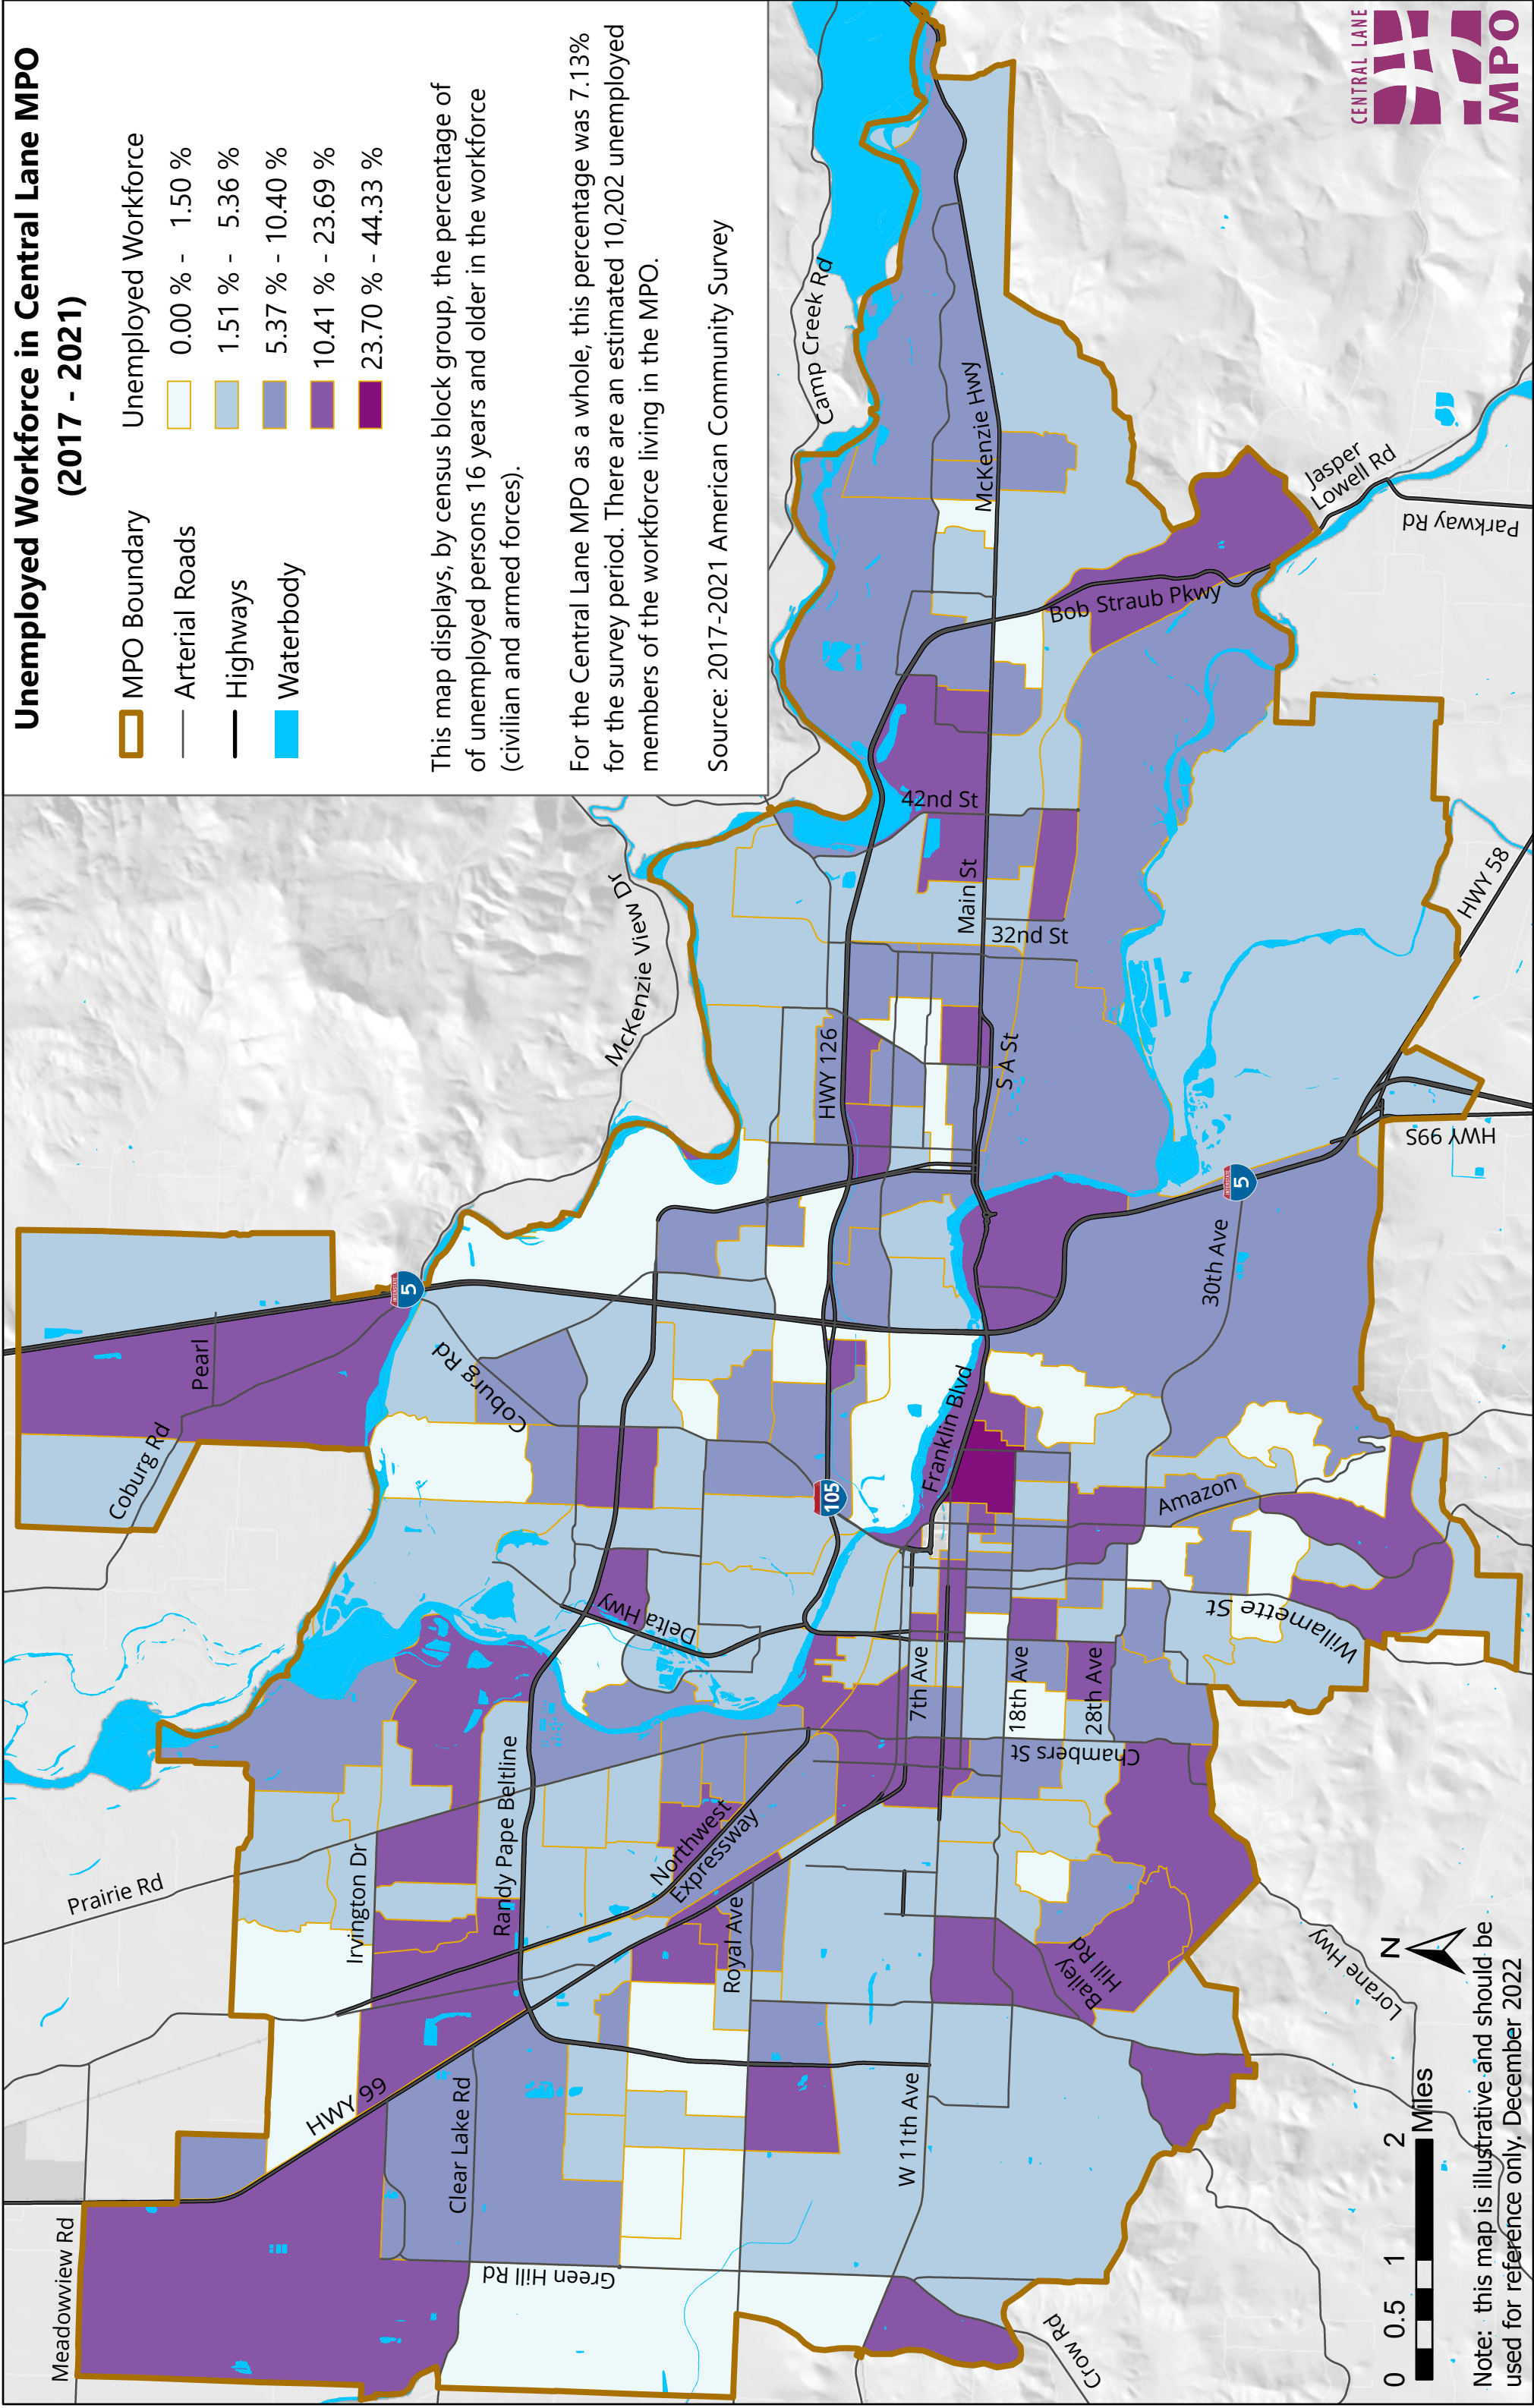 Unemployed Workforce in Central Lane MPO
(2017 - 2021)
MPO Boundary
Arterial Roads
Highways
Waterbody
Unemployed Workforce
0.00 % - 1.50 %
1.51 % - 5.36 %
5.37 % - 10.40 %
10.41 % - 23.69 %
23.70 % - 44.33 %
This map displays, by census block group, the percentage of
of unemployed persons 16 years and older in the workforce
(civilian and armed forces).
For the Central Lane MPO as a whole, this percentage was 7.13%
for the survey period. There are an estimated 10,202 unemployed
members of the workforce living in the MPO.
Source: 2017-2021 American Community Survey
Meadowview Rd
Prairie Rd
Coburg Rd
Pearl
5
HWY 99
Irvington Dr
Clear Lake Rd
Randy Pape Beltline
Coburg Rd
McKenzie View Dr
Camp Creek Rd
Green Hill Rd
Northwest
Expressway
Delta Hwy
Royal Ave
105
HWY 126
42nd St
McKenzie Hwy
W 11th Ave
7th Ave
Franklin Blvd
Main St
S A St
32nd St
18th Ave
Chambers St
28th Ave
Bailey
Hill Rd
Crow Rd
Bob Straub Pkwy
Amazon
30th Ave
5
Willamette St
Jasper
Lowell Rd
Parkway Rd
Lorane Hwy
HWY 99S
HWY 58
N
0 0.5 1 2
Miles
Note: this map is illustrative and should be
used for reference only. December 2022
CENTRAL LANE
MPO